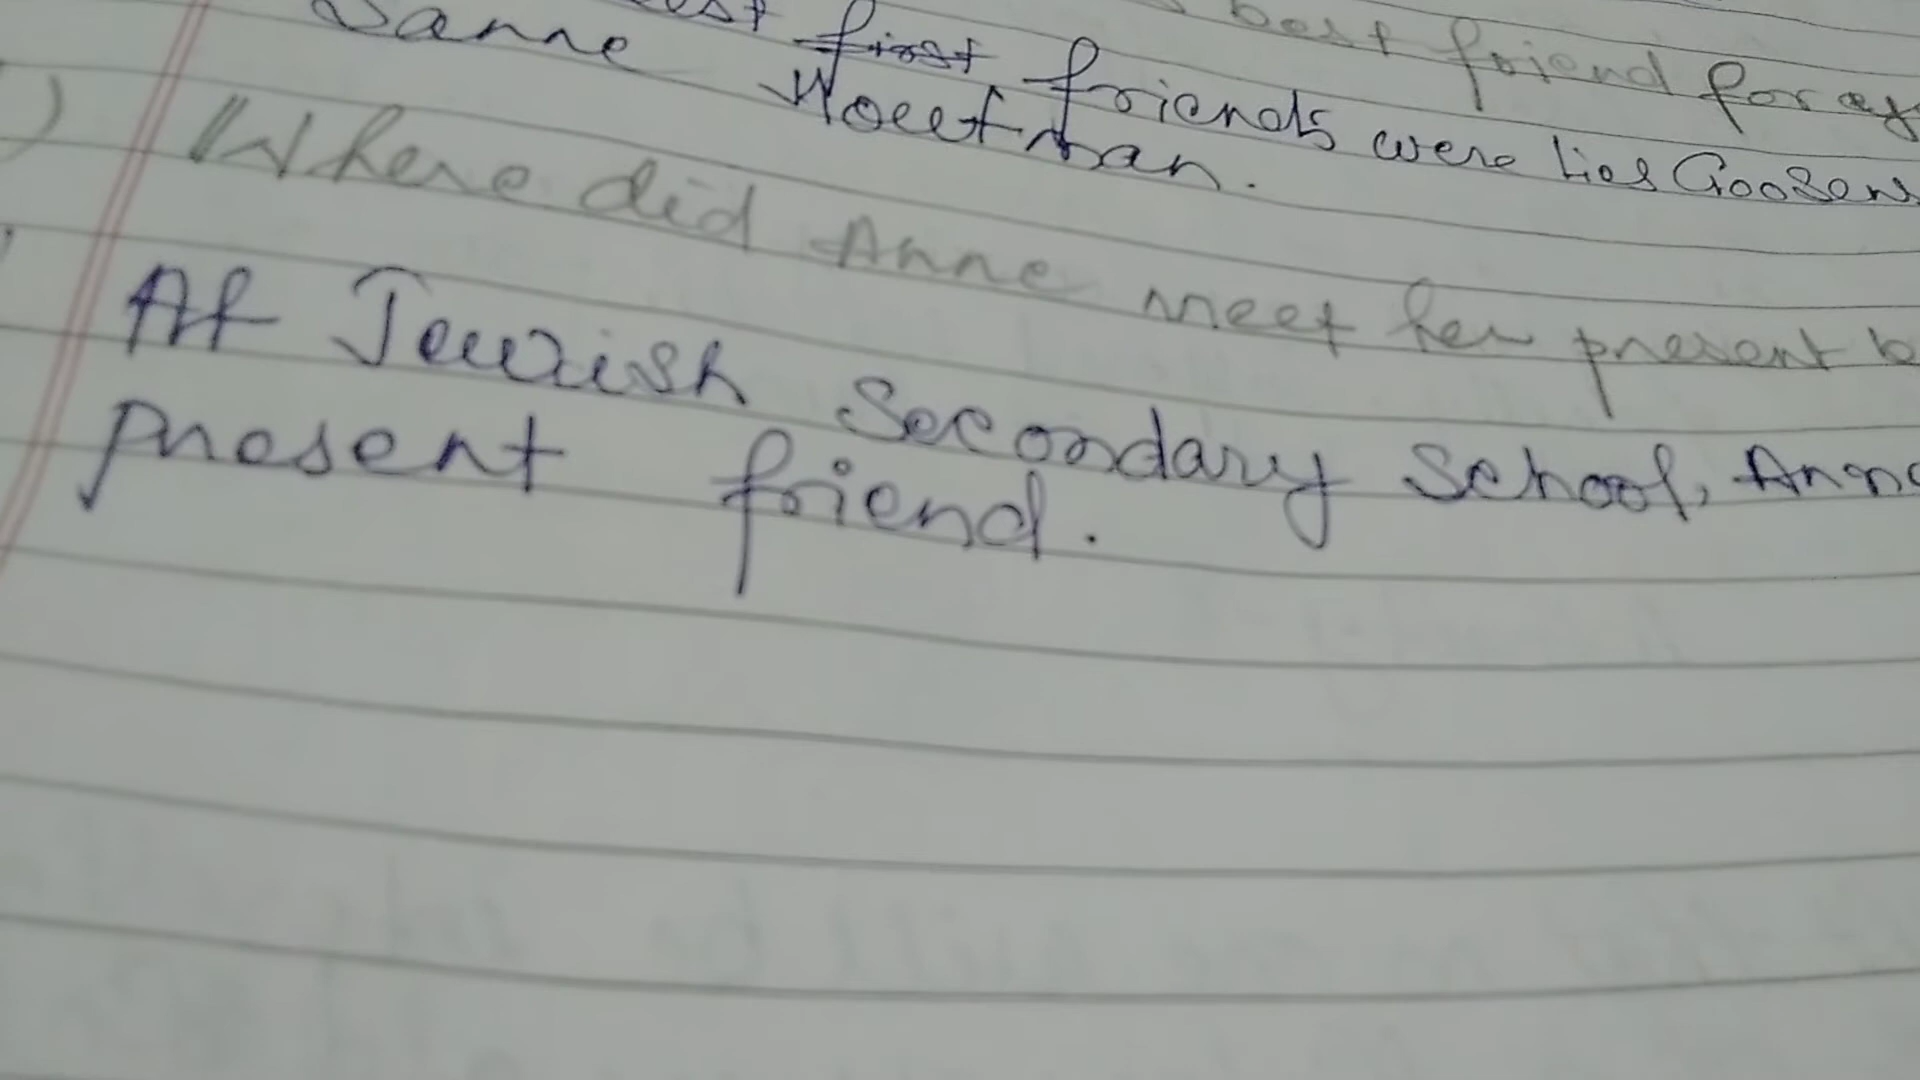 best friend for
first friends were Lies Goosens
Sanne Hoeetman.
) Where did Anne meet her present b
At Jewish Secondary School, Anne
present friend.